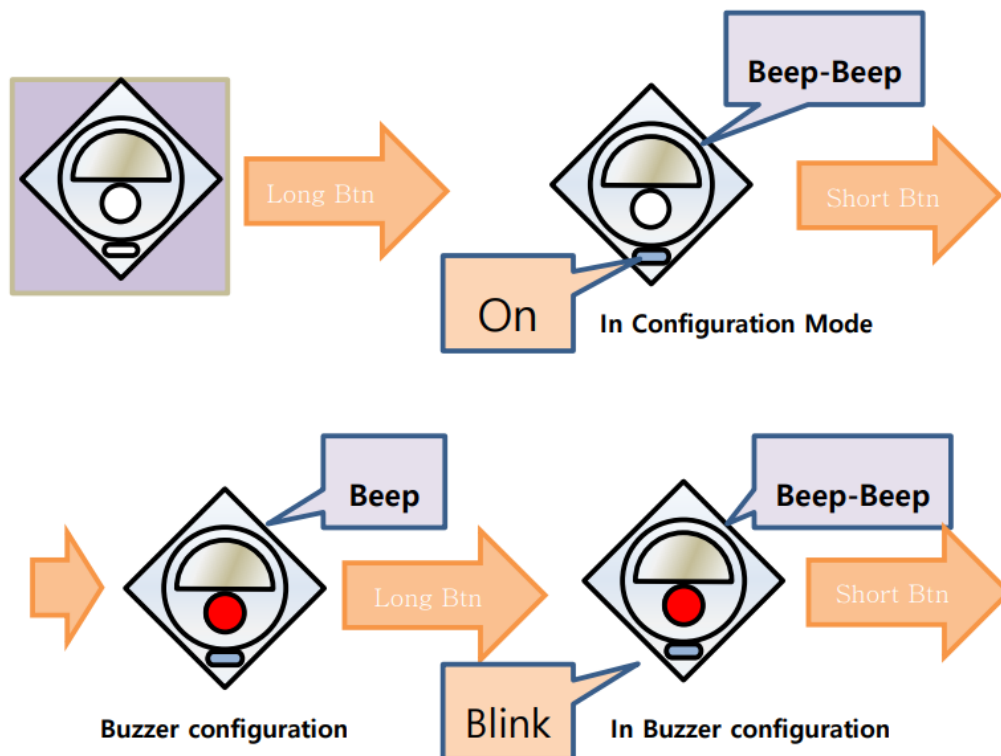 Beep-Beep
Long Btn
Short Btn
On
In Configuration Mode
Beep
Beep-Beep
Long Btn
Short Btn
Blink
Buzzer configuration
In Buzzer configuration